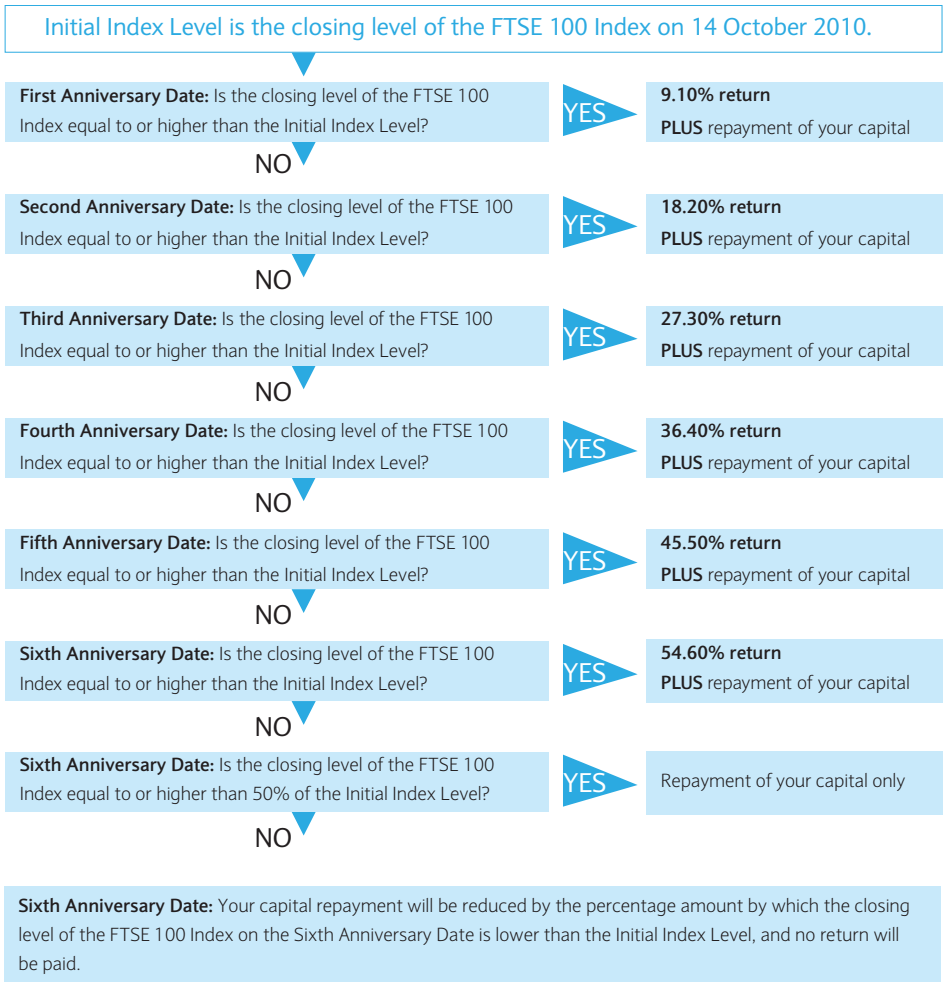 Initial Index Level is the closing level of the FTSE 100 Index on 14 October 2010.
First Anniversary Date: Is the closing level of the FTSE 100
Index equal to or higher than the Initial Index Level?
YES
9.10% return
PLUS repayment of your capital
NO
Second Anniversary Date: Is the closing level of the FTSE 100
Index equal to or higher than the Initial Index Level?
YES
18.20% return
PLUS repayment of your capital
NO
Third Anniversary Date: Is the closing level of the FTSE 100
Index equal to or higher than the Initial Index Level?
YES
27.30% return
PLUS repayment of your capital
NO
Fourth Anniversary Date: Is the closing level of the FTSE 100
Index equal to or higher than the Initial Index Level?
YES
36.40% return
PLUS repayment of your capital
NO
Fifth Anniversary Date: Is the closing level of the FTSE 100
Index equal to or higher than the Initial Index Level?
YES
45.50% return
PLUS repayment of your capital
NO
Sixth Anniversary Date: Is the closing level of the FTSE 100
Index equal to or higher than the Initial Index Level?
YES
54.60% return
PLUS repayment of your capital
NO
Sixth Anniversary Date: Is the closing level of the FTSE 100
Index equal to or higher than 50% of the Initial Index Level?
YES
Repayment of your capital only
NO
Sixth Anniversary Date: Your capital repayment will be reduced by the percentage amount by which the closing
level of the FTSE 100 Index on the Sixth Anniversary Date is lower than the Initial Index Level, and no return will
be paid.